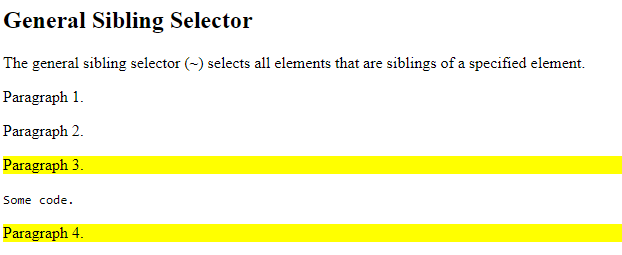 General Sibling Selector
The general sibling selector (~) selects all elements that are siblings of a specified element.
Paragraph 1.
Paragraph 2.
Paragraph 3.
Some code.
Paragraph 4.